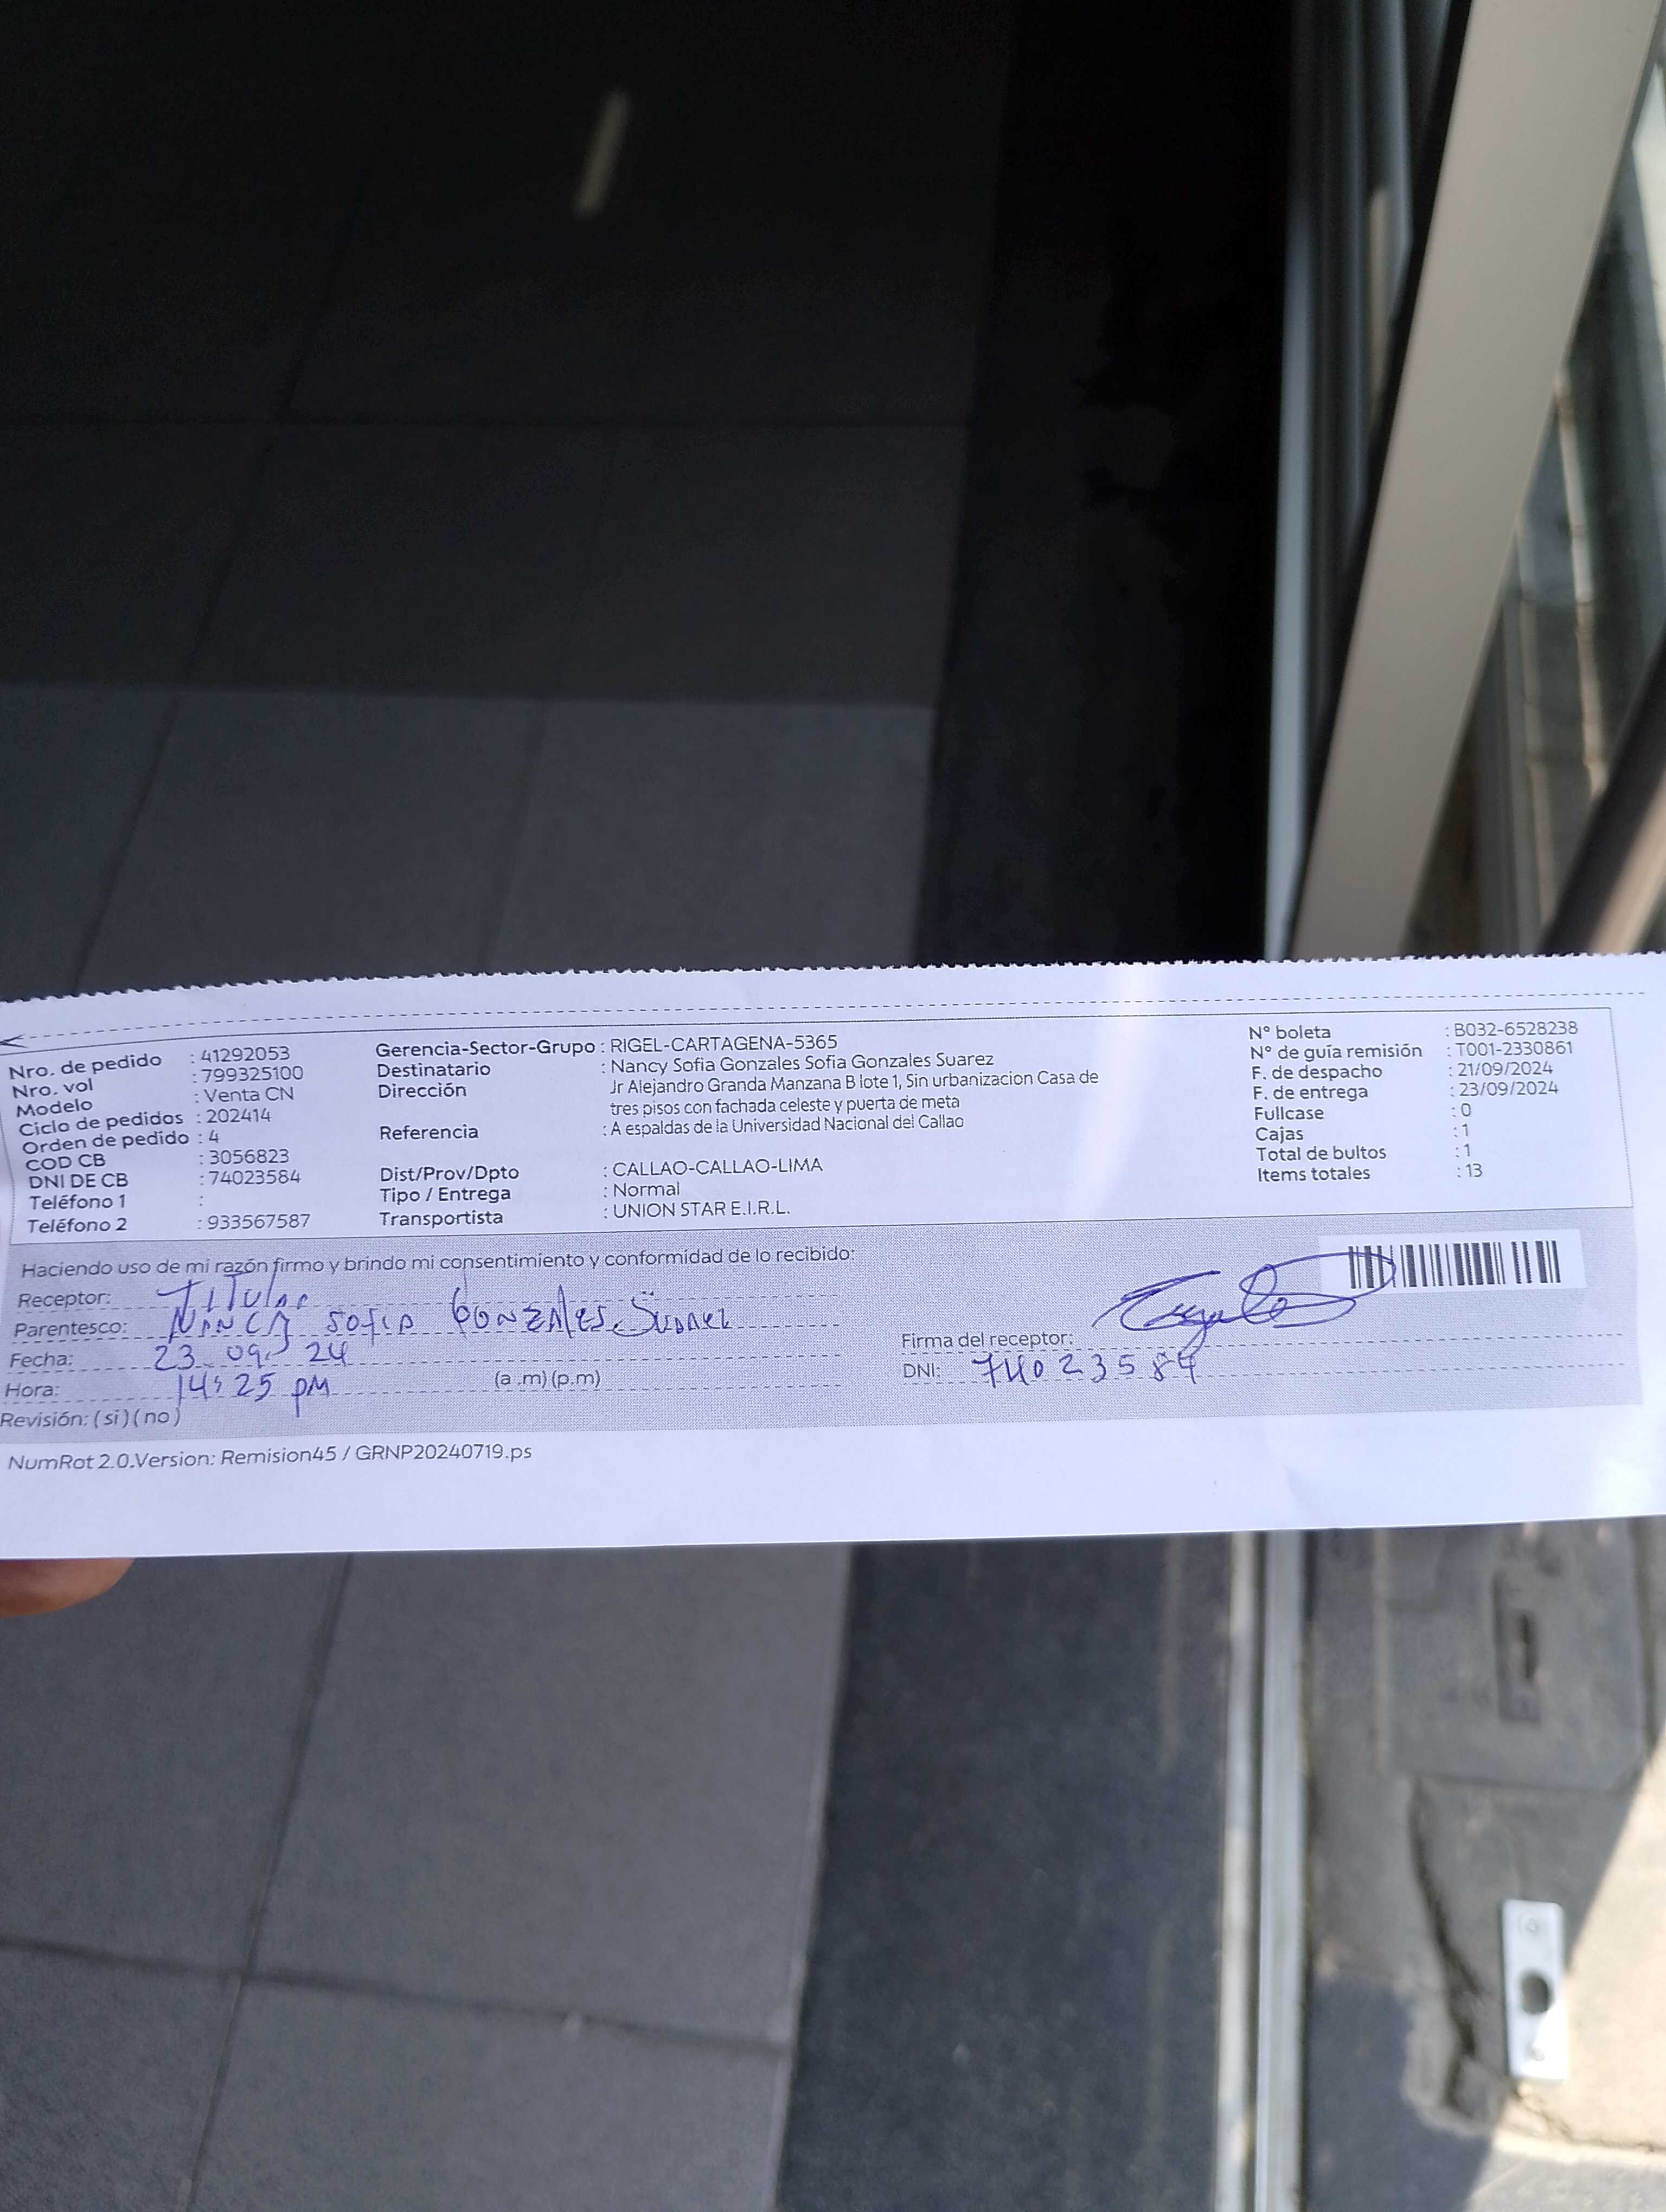 Nro. de pedido : 41292053
Nro. vol : 799325100
Modelo : Venta CN
Ciclo de pedidos : 202414
Orden de pedido : 4
COD CB : 3056823
DNI DE CB : 74023584
Teléfono 1 :
Teléfono 2 : 933567587
Gerencia-Sector-Grupo : RIGEL-CARTAGENA-5365
Destinatario : Nancy Sofia Gonzales Sofia Gonzales Suarez
Dirección Jr Alejandro Granda Manzana B lote 1, Sin urbanizacion Casa de
tres pisos con fachada celeste y puerta de meta
Referencia : A espaldas de la Universidad Nacional del Callao
Dist/Prov/Dpto : CALLAO-CALLAO-LIMA
Tipo / Entrega : Normal
Transportista : UNION STAR E.I.R.L.
N° boleta : B032-6528238
N° de guía remisión : T001-2330861
F. de despacho : 21/09/2024
F. de entrega : 23/09/2024
Fullcase : 0
Cajas : 1
Total de bultos : 1
Items totales : 13
Haciendo uso de mi razón firmo y brindo mi consentimiento y conformidad de lo recibido:
Receptor: Titular
Parentesco: NANCY SOFIA GONZALES SUAREZ
Fecha: 23 09 24
Hora: 14:25 pm (a.m) (p.m)
Revisión: (si) (no)
Firma del receptor:
DNI: 74023584
NumRot 2.0.Version: Remision45 / GRNP20240719.ps